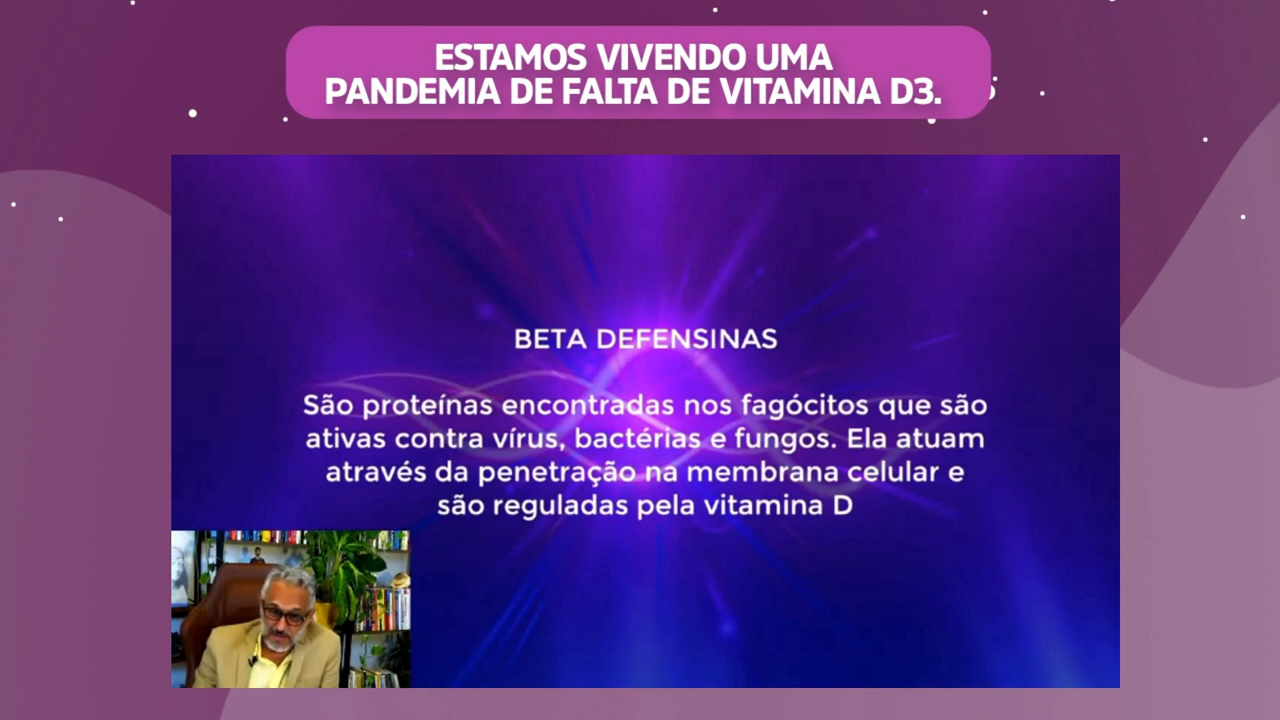 ESTAMOS VIVENDO UMA
PANDEMIA DE FALTA DE VITAMINA D3.
BETA DEFENSINAS
São proteínas encontradas nos fagócitos que são
ativas contra vírus, bactérias e fungos. Ela atuam
através da penetração na membrana celular e
são reguladas pela vitamina D